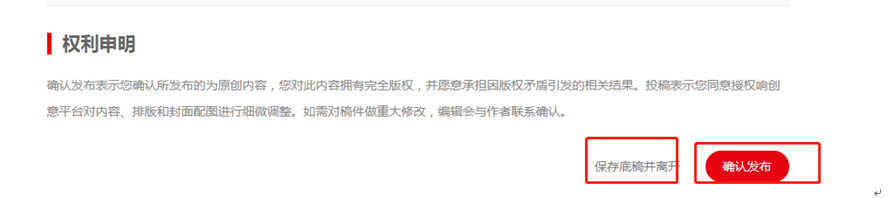 权利申明
确认发布表示您确认所发布的为原创内容，您对此内容拥有完全版权，并愿意承担因版权矛盾引发的相关结果。投稿表示您同意授权响创
意平台对内容、排版和封面配图进行细微调整。如需对稿件做重大修改，编辑会与作者联系确认。
保存底稿并离开 确认发布